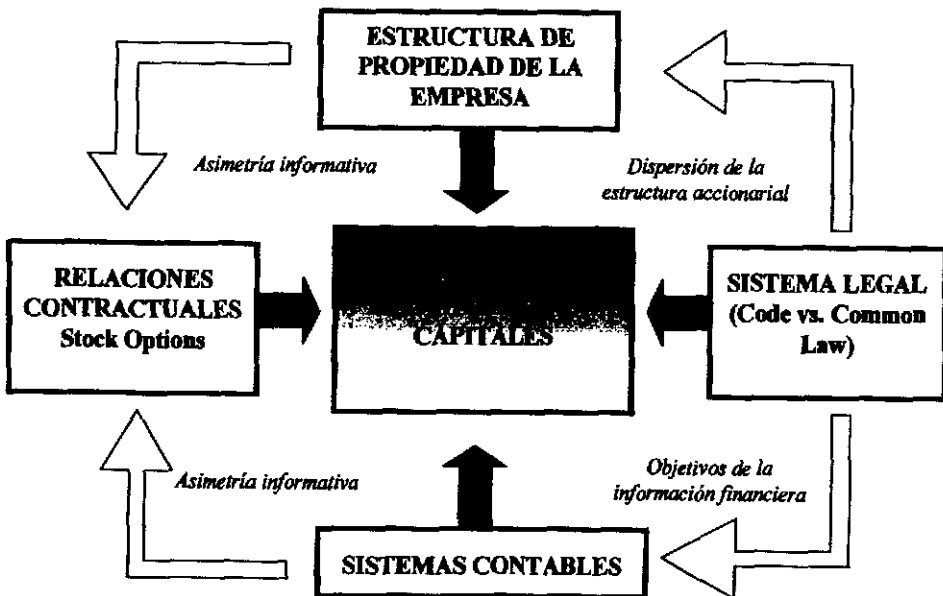 ESTRUCTURA DE
PROPIEDAD DE LA
EMPRESA
Asimetría informativa
Dispersión de la
estructura accionarial
RELACIONES
CONTRACTUALES
Stock Options
CAPITALES
SISTEMA LEGAL
(Code vs. Common
Law)
Asimetría informativa
Objetivos de la
información financiera
SISTEMAS CONTABLES